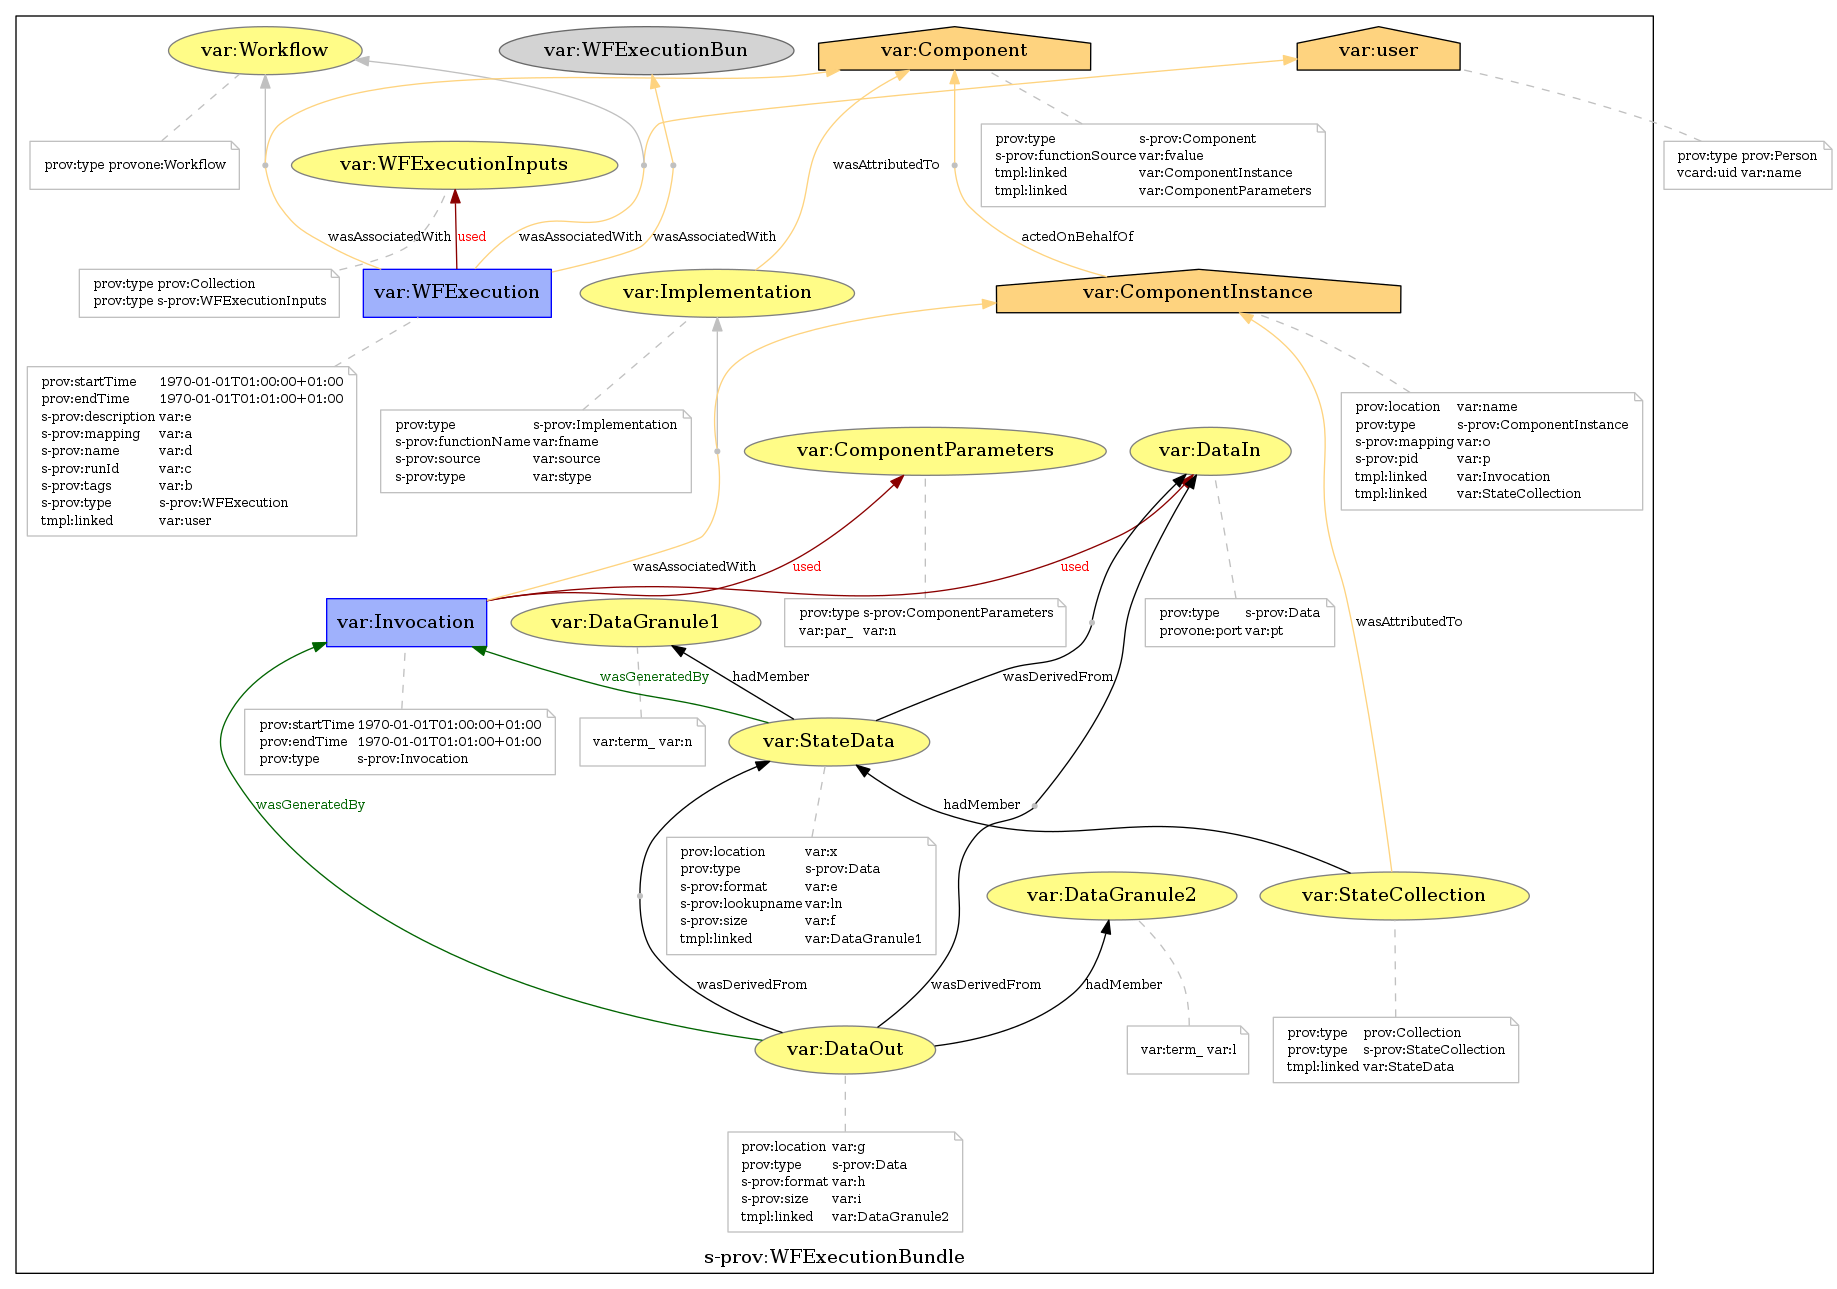 var:Workflow
var:WFExecutionBun
var:Component
var:user
prov:type provone:Workflow
var:WFExecutionInputs
wasAttributedTo
prov:type s-prov:Component
s-prov:functionSource var:fvalue
tmpl:linked var:ComponentInstance
tmpl:linked var:ComponentParameters
prov:type prov:Person
vcard:uid var:name
wasAssociatedWith
used
wasAssociatedWith
wasAssociatedWith
actedOnBehalfOf
prov:type prov:Collection
prov:type s-prov:WFExecutionInputs
var:WFExecution
var:Implementation
var:ComponentInstance
prov:startTime 1970-01-01T01:00:00+01:00
prov:endTime 1970-01-01T01:01:00+01:00
s-prov:description var:e
s-prov:mapping var:a
s-prov:name var:d
s-prov:runId var:c
s-prov:tags var:b
s-prov:type s-prov:WFExecution
tmpl:linked var:user
prov:type s-prov:Implementation
s-prov:functionName var:fname
s-prov:source var:source
s-prov:type var:stype
var:ComponentParameters
var:DataIn
prov:location var:name
prov:type s-prov:ComponentInstance
s-prov:mapping var:o
s-prov:pid var:p
tmpl:linked var:Invocation
tmpl:linked var:StateCollection
wasAssociatedWith
used
used
var:Invocation
var:DataGranule1
prov:type s-prov:ComponentParameters
var:par_ var:n
prov:type s-prov:Data
provone:port var:pt
wasAttributedTo
wasGeneratedBy
hadMember
wasDerivedFrom
prov:startTime 1970-01-01T01:00:00+01:00
prov:endTime 1970-01-01T01:01:00+01:00
prov:type s-prov:Invocation
var:term_ var:n
var:StateData
wasGeneratedBy
hadMember
prov:location var:x
prov:type s-prov:Data
s-prov:format var:e
s-prov:lookupname var:ln
s-prov:size var:f
tmpl:linked var:DataGranule1
var:DataGranule2
var:StateCollection
wasDerivedFrom
wasDerivedFrom
hadMember
var:DataOut
var:term_ var:l
prov:type prov:Collection
prov:type s-prov:StateCollection
tmpl:linked var:StateData
prov:location var:g
prov:type s-prov:Data
s-prov:format var:h
s-prov:size var:i
tmpl:linked var:DataGranule2
s-prov:WFExecutionBundle